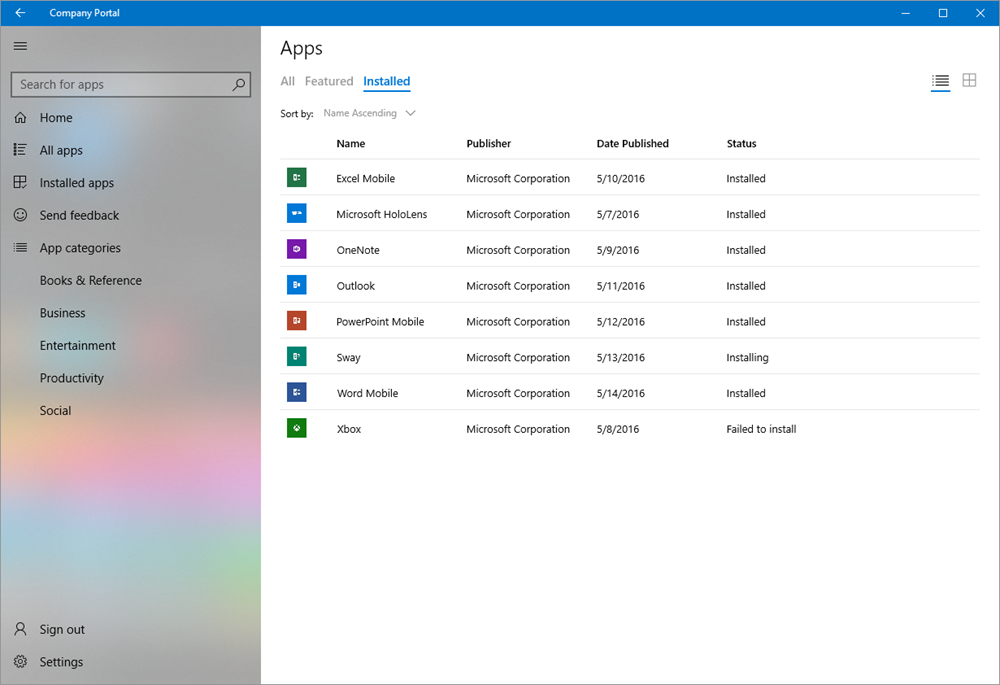 Company Portal
Search for apps
Home
All apps
Installed apps
Send feedback
App categories
Books & Reference
Business
Entertainment
Productivity
Social
Sign out
Settings
Apps
All Featured Installed
Sort by: Name Ascending
Name Publisher Date Published Status
Excel Mobile Microsoft Corporation 5/10/2016 Installed
Microsoft HoloLens Microsoft Corporation 5/7/2016 Installed
OneNote Microsoft Corporation 5/9/2016 Installed
Outlook Microsoft Corporation 5/11/2016 Installed
PowerPoint Mobile Microsoft Corporation 5/12/2016 Installed
Sway Microsoft Corporation 5/13/2016 Installing
Word Mobile Microsoft Corporation 5/14/2016 Installed
Xbox Microsoft Corporation 5/8/2016 Failed to install